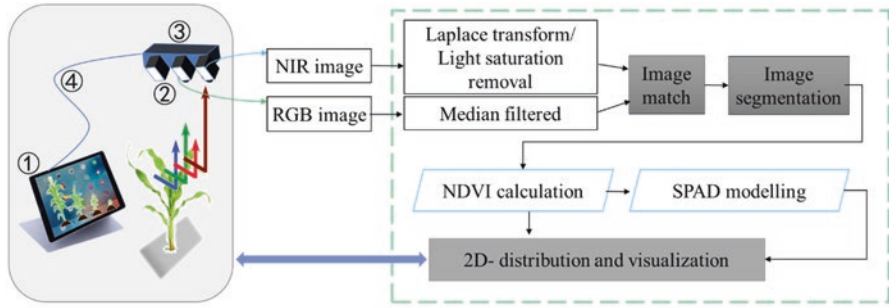 ③
④
②
①
NIR image
RGB image
Laplace transform/
Light saturation
removal
Median filtered
Image
match
Image
segmentation
NDVI calculation
SPAD modelling
2D- distribution and visualization